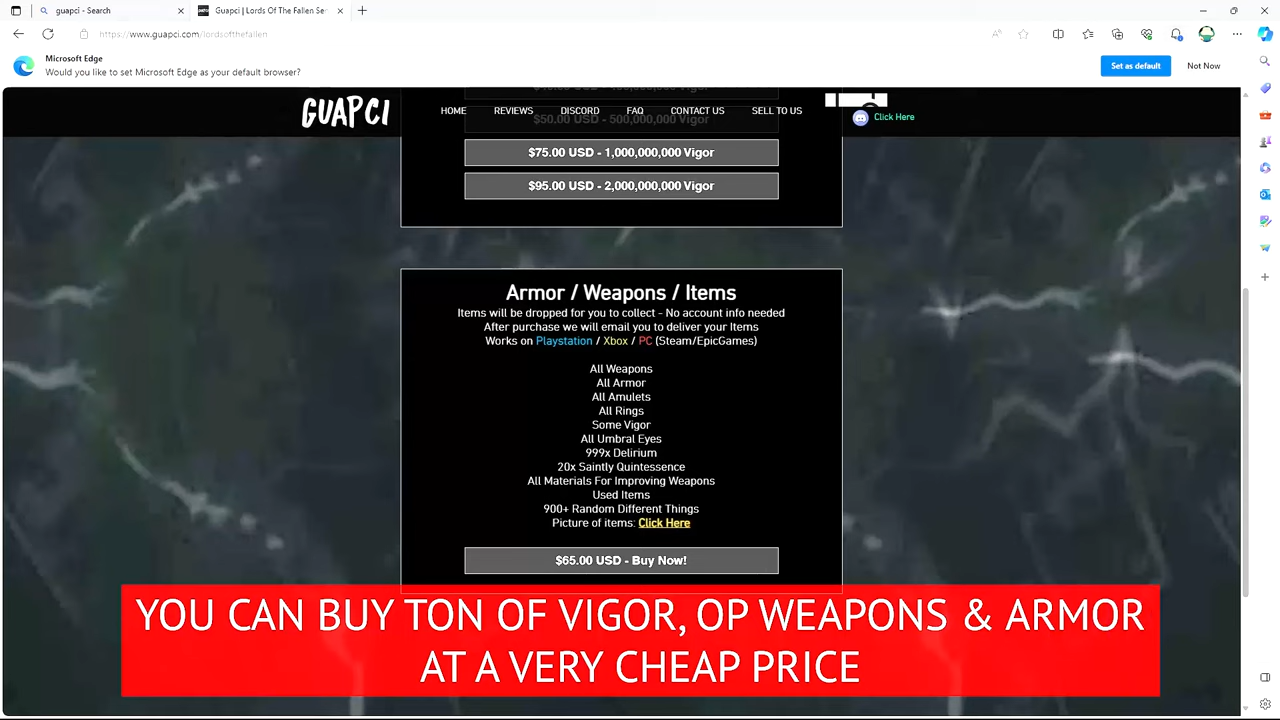 guapci - Search
Guapci | Lords Of The Fallen Se
https://www.guapci.com/lordsofthefallen
Microsoft Edge
Would you like to set Microsoft Edge as your default browser?
Set as default
Not Now
GUAPCI
HOME
REVIEWS
DISCORD
FAQ
CONTACT US
SELL TO US
Click Here
$50.00 USD - 500,000,000 Vigor
$75.00 USD - 1,000,000,000 Vigor
$95.00 USD - 2,000,000,000 Vigor
Armor / Weapons / Items
Items will be dropped for you to collect - No account info needed
After purchase we will email you to deliver your Items
Works on Playstation / Xbox / PC (Steam/EpicGames)
All Weapons
All Armor
All Amulets
All Rings
Some Vigor
All Umbral Eyes
999x Delirium
20x Saintly Quintessence
All Materials For Improving Weapons
Used Items
900+ Random Different Things
Picture of items: Click Here
$65.00 USD - Buy Now!
YOU CAN BUY TON OF VIGOR, OP WEAPONS & ARMOR
AT A VERY CHEAP PRICE